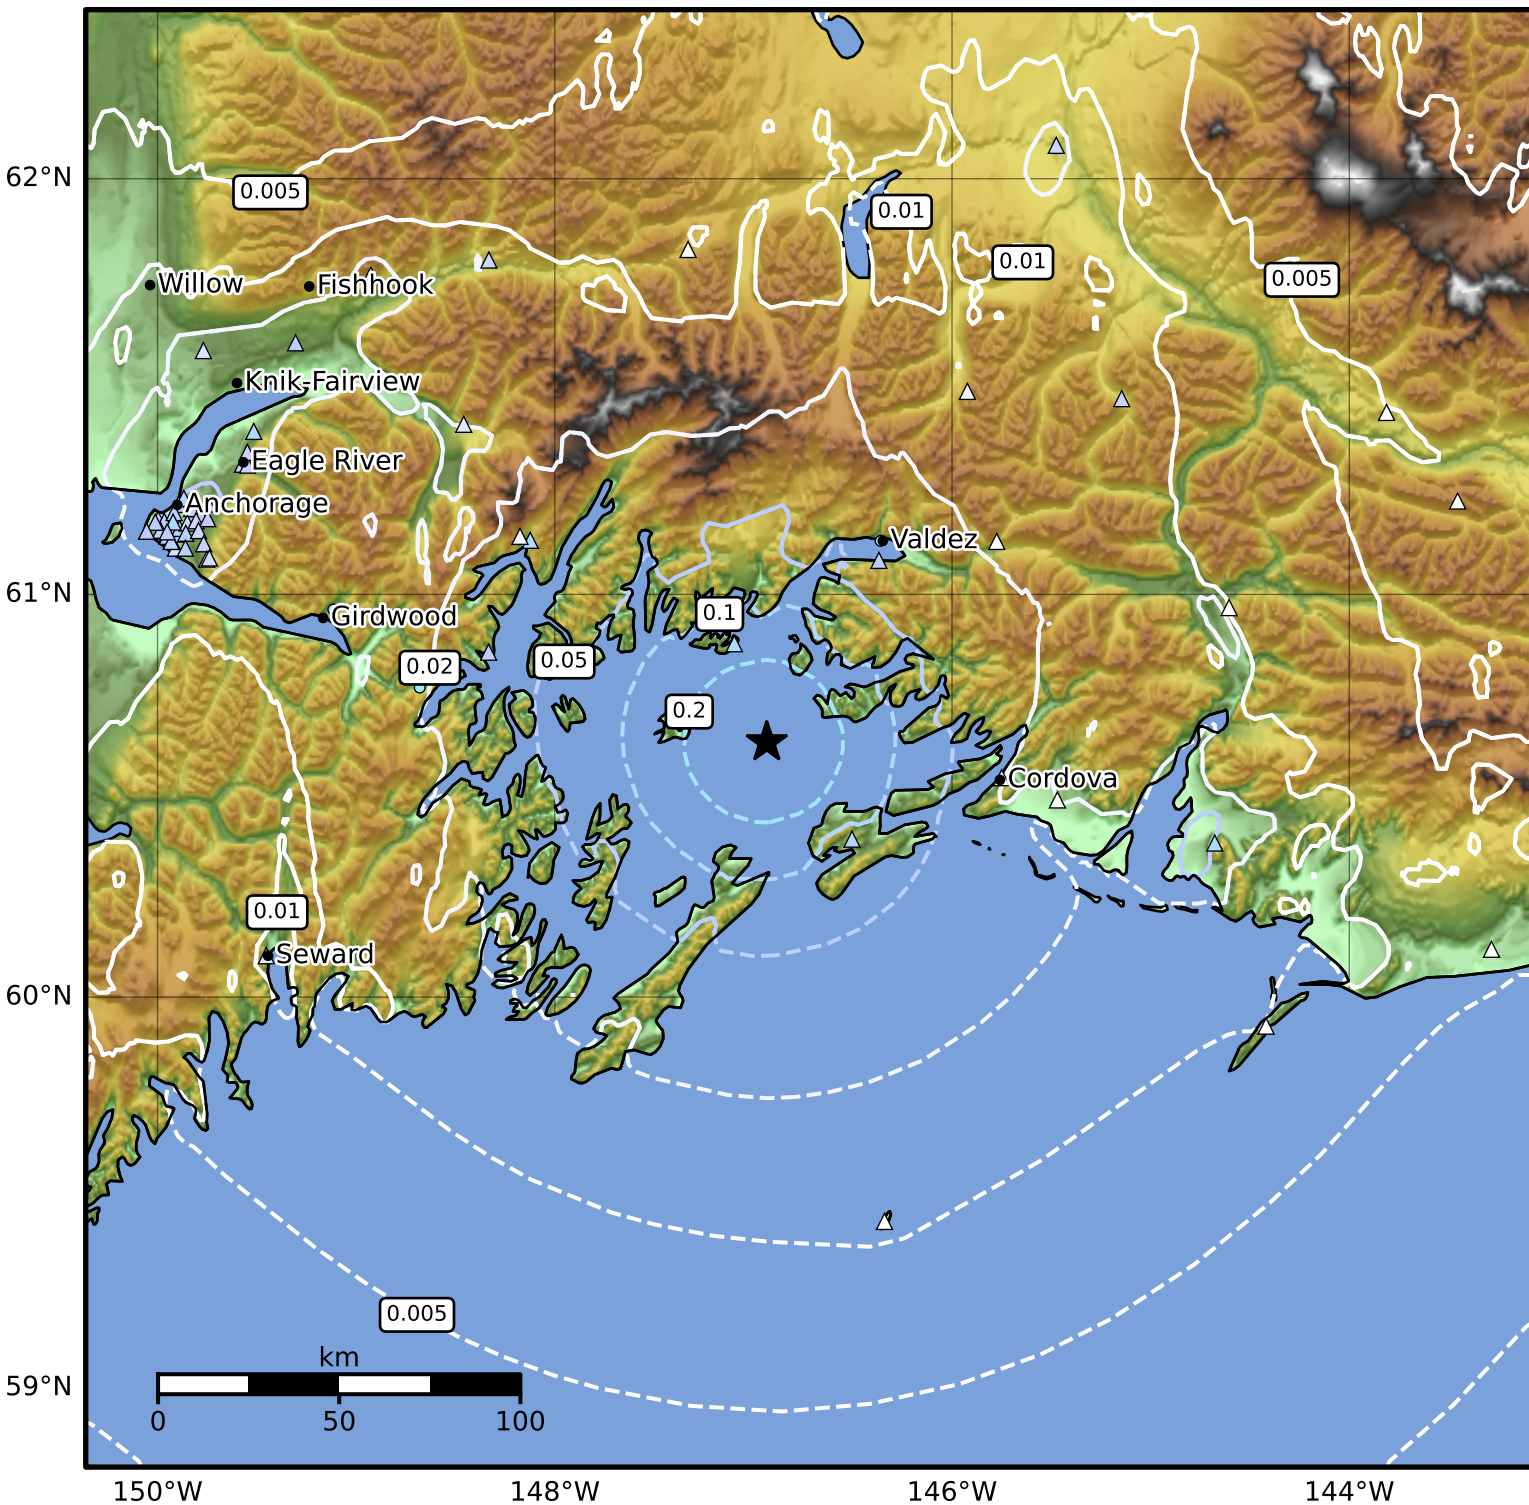 62°N
0.005
0.01
0.01
0.005
Willow
Fishhook
Knik-Fairview
Eagle River
Anchorage
Valdez
61°N
Girdwood
0.1
0.02
0.05
0.2
Cordova
0.01
Seward
60°N
0.005
km
0 50 100
59°N
150°W 148°W 146°W 144°W